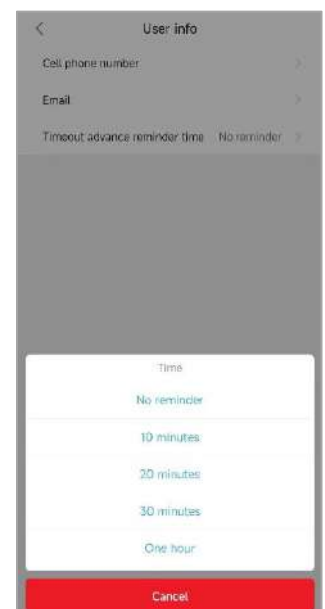 User info
Cell phone number
Email
Timeout advance reminder time No reminder
Time
No reminder
10 minutes
20 minutes
30 minutes
One hour
Cancel